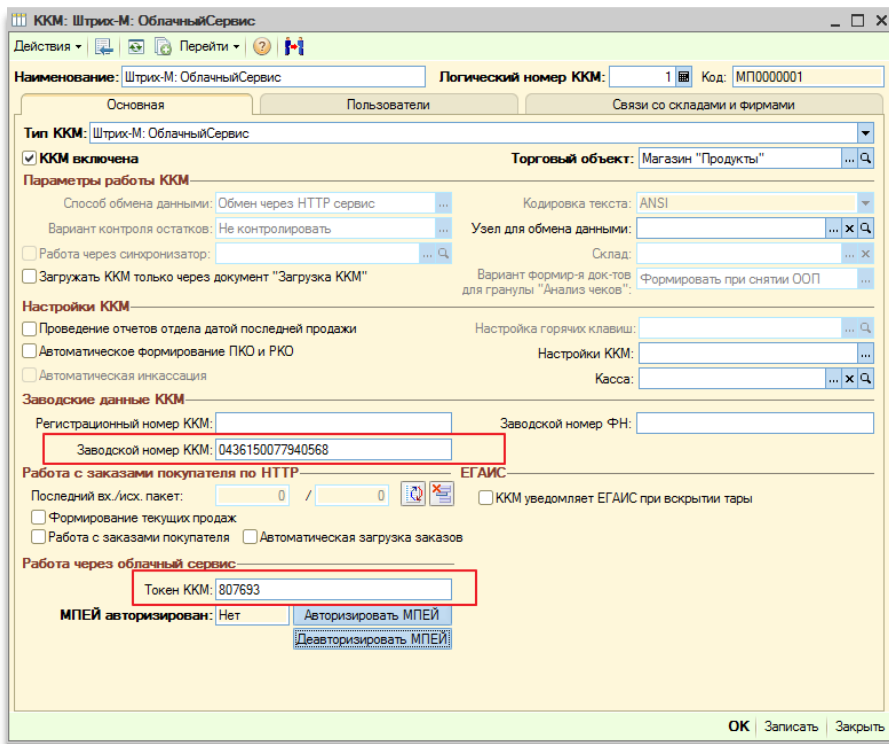 ККМ: Штрих-М: ОблачныйСервис
Действия Перейти
Наименование: Штрих-М: ОблачныйСервис Логический номер ККМ: 1 Код: МП0000001
Основная Пользователи Связи со складами и фирмами
Тип ККМ: Штрих-М: ОблачныйСервис
ККМ включена Торговый объект: Магазин "Продукты"
Параметры работы ККМ
Способ обмена данными: Обмен через HTTP сервис ... Кодировка текста: ANSI
Вариант контроля остатков: Не контролировать ... Узел для обмена данными: ...
Работа через синхронизатор: ... Склад: ...
Загружать ККМ только через документ "Загрузка ККМ" Вариант формир-я док-тов
для гранулы "Анализ чеков": Формировать при снятии ООП ...
Настройки ККМ
Проведение отчетов отдела датой последней продажи Настройка горячих клавиш: ...
Автоматическое формирование ПКО и РКО Настройки ККМ: ...
Автоматическая инкассация Касса: ...
Заводские данные ККМ
Регистрационный номер ККМ: Заводской номер ФН:
Заводской номер ККМ: 0436150077940568
Работа с заказами покупателя по HTTP ЕГАИС
Последний вх./исх. пакет: 0 / 0 ККМ уведомляет ЕГАИС при вскрытии тары
Формирование текущих продаж
Работа с заказами покупателя Автоматическая загрузка заказов
Работа через облачный сервис
Токен ККМ: 807693
МПЕЙ авторизирован: Нет Авторизировать МПЕЙ
Деавторизировать МПЕЙ
OK Записать Закрыть